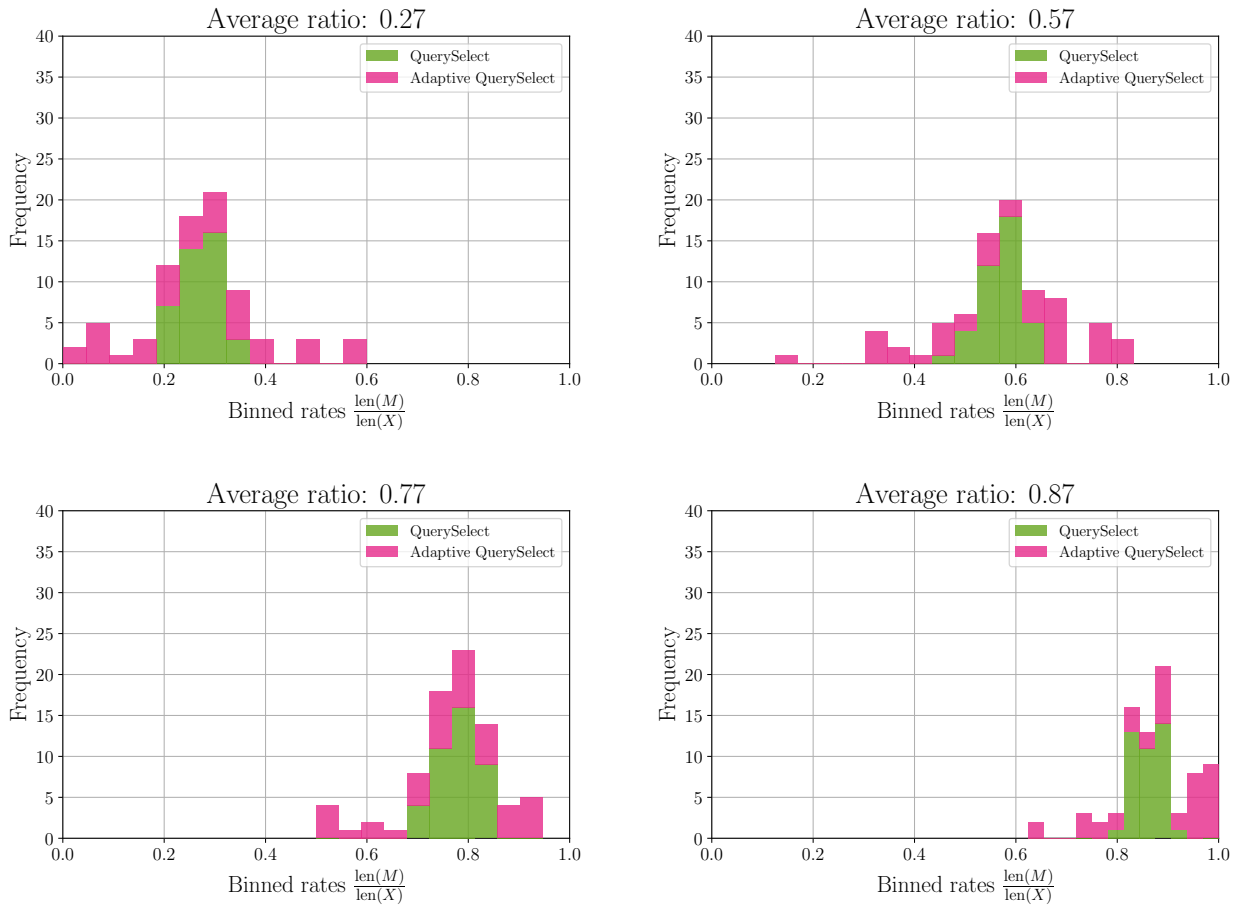 Average ratio: 0.27
40
35
30
25
20
15
10
5
0
Frequency
QuerySelect
Adaptive QuerySelect
0.0 0.2 0.4 0.6 0.8 1.0
Binned rates len(M)/len(X)
Average ratio: 0.57
40
35
30
25
20
15
10
5
0
Frequency
QuerySelect
Adaptive QuerySelect
0.0 0.2 0.4 0.6 0.8 1.0
Binned rates len(M)/len(X)
Average ratio: 0.77
40
35
30
25
20
15
10
5
0
Frequency
QuerySelect
Adaptive QuerySelect
0.0 0.2 0.4 0.6 0.8 1.0
Binned rates len(M)/len(X)
Average ratio: 0.87
40
35
30
25
20
15
10
5
0
Frequency
QuerySelect
Adaptive QuerySelect
0.0 0.2 0.4 0.6 0.8 1.0
Binned rates len(M)/len(X)